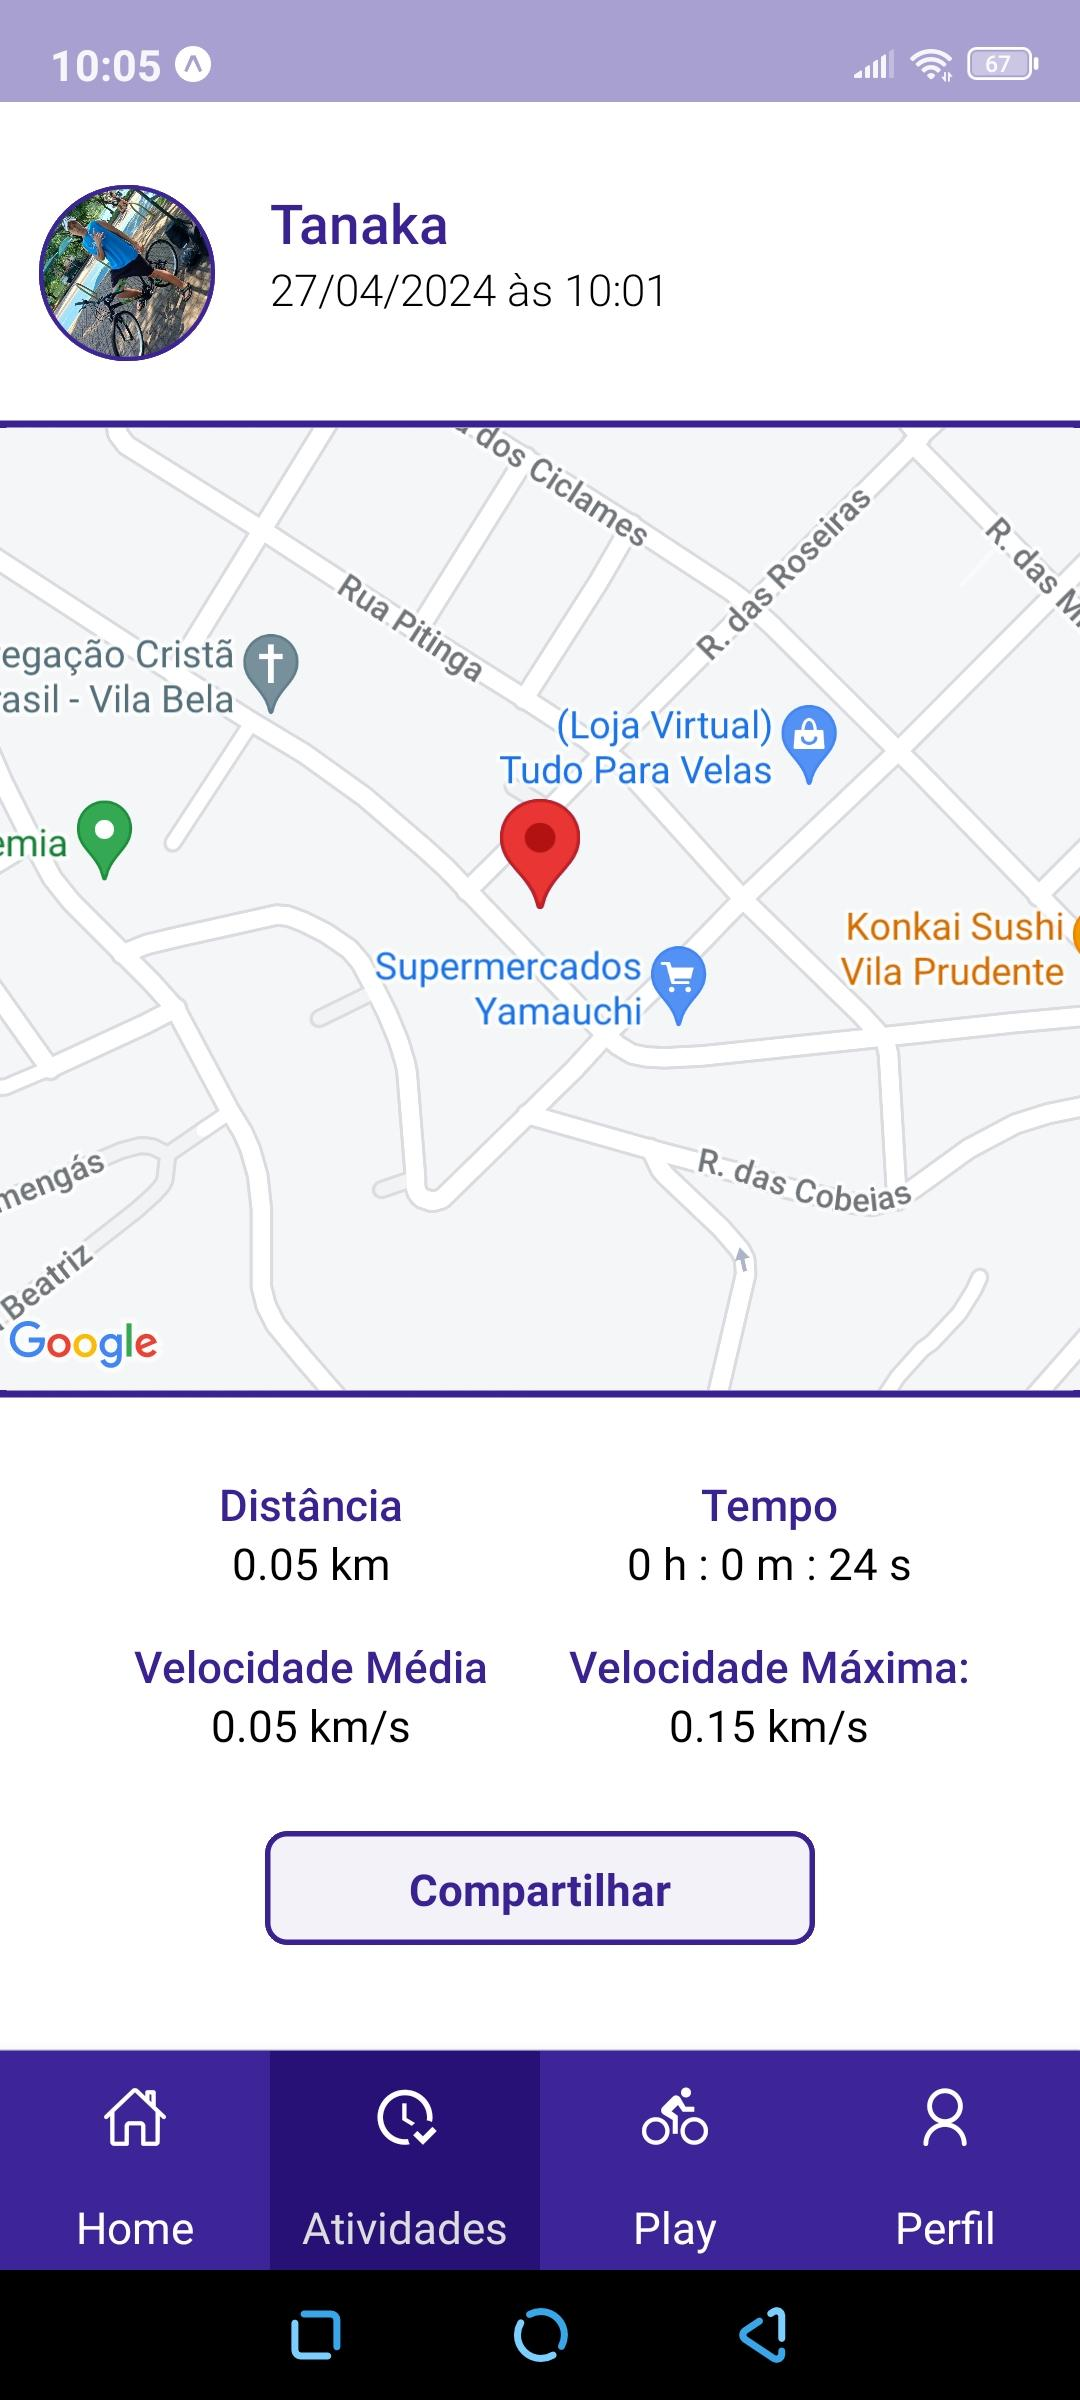 10:05
67
Tanaka
27/04/2024 às 10:01
dos Ciclames
R. das Roseiras
R. das M
Rua Pitinga
egação Cristã
asil - Vila Bela
(Loja Virtual)
Tudo Para Velas
emia
Konkai Sushi
Vila Prudente
Supermercados
Yamauchi
R. das Cobeias
mengás
Beatriz
Google
Distância
0.05 km
Tempo
0 h : 0 m : 24 s
Velocidade Média
0.05 km/s
Velocidade Máxima:
0.15 km/s
Compartilhar
Home
Atividades
Play
Perfil